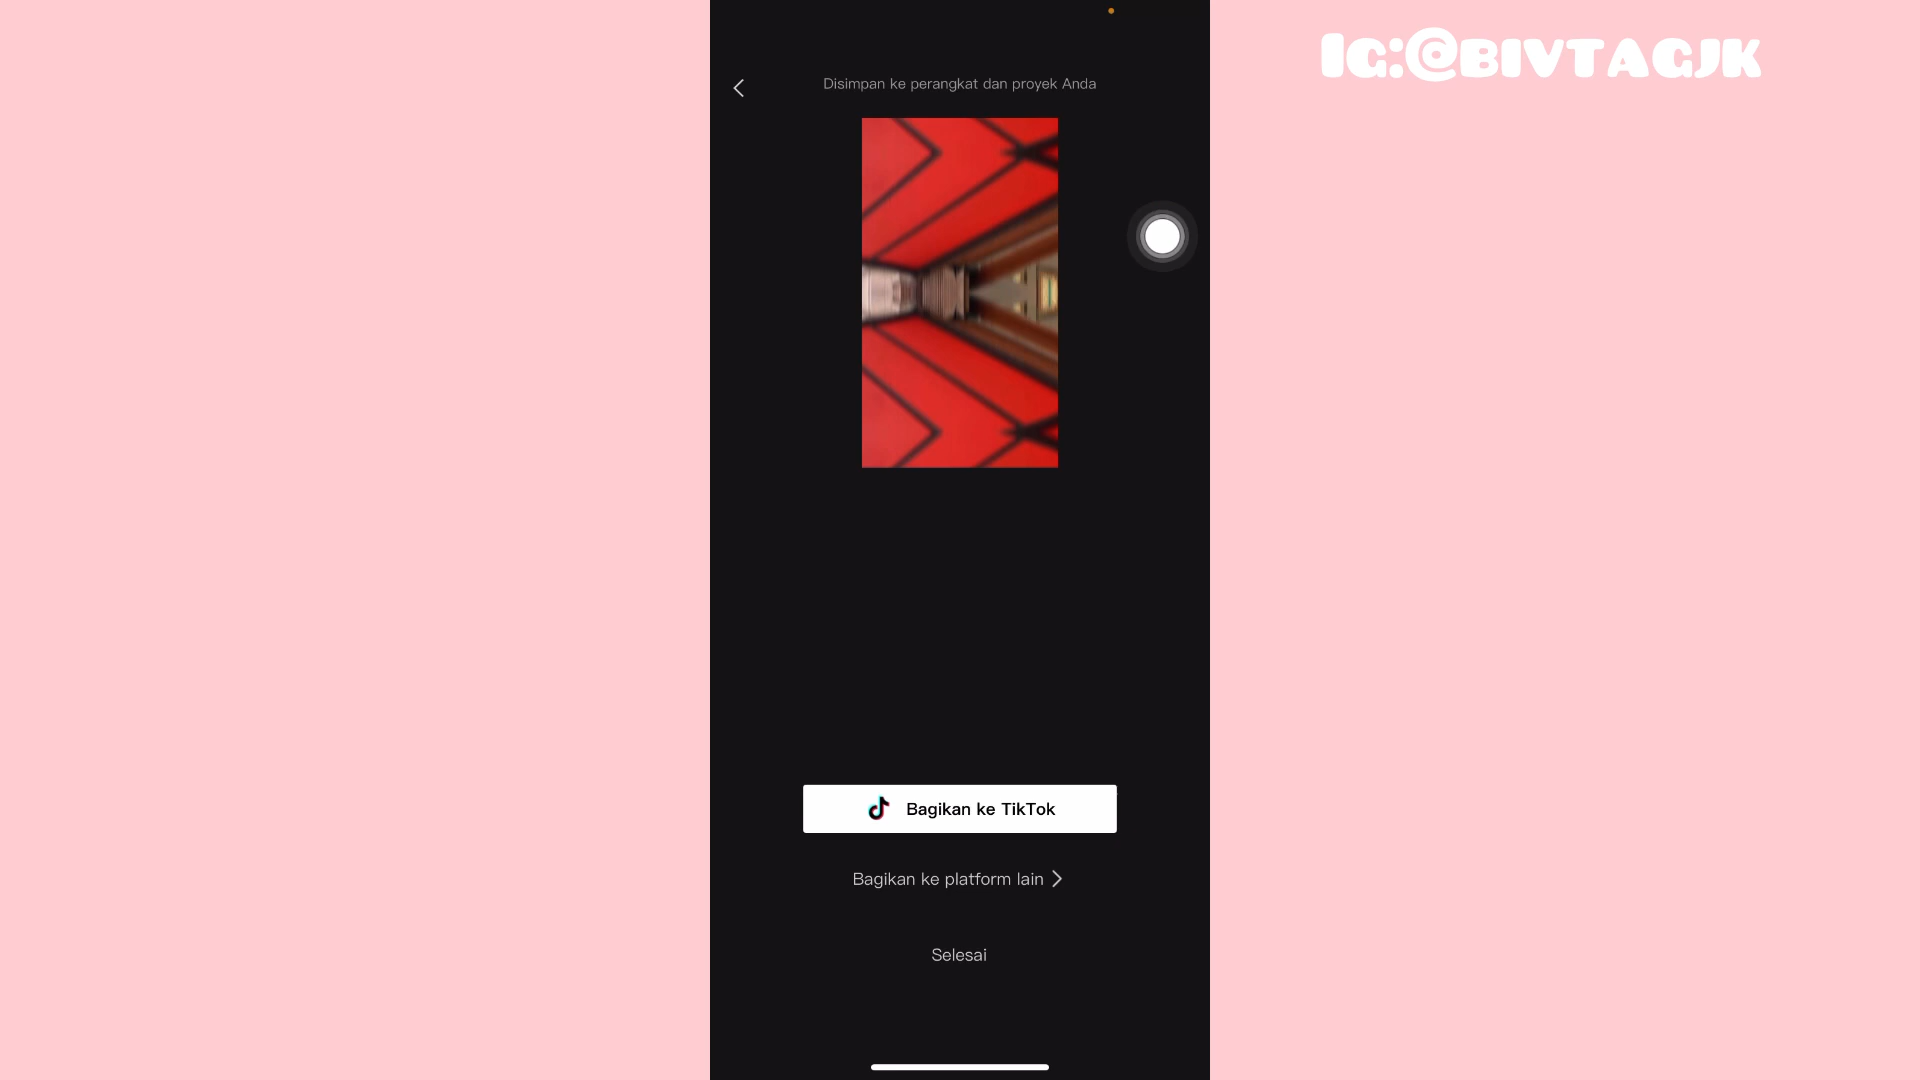 IG:@BIVTAGJK
Disimpan ke perangkat dan proyek Anda
Bagikan ke TikTok
Bagikan ke platform lain
Selesai